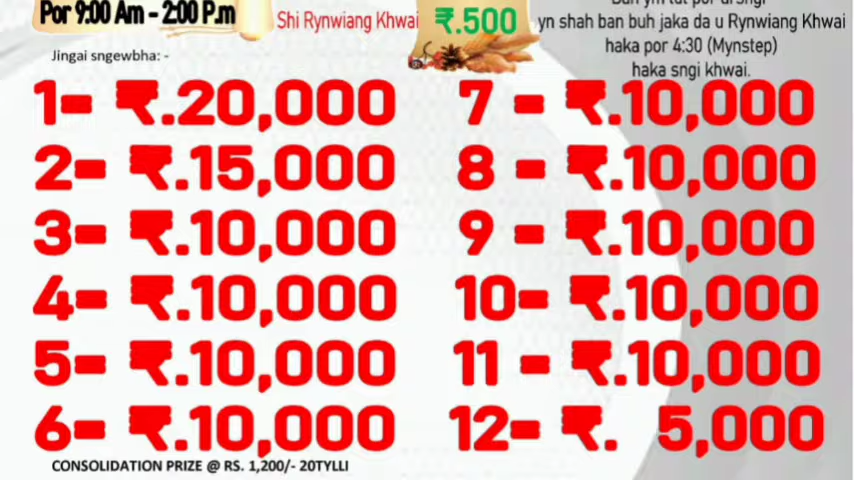 Por 9:00 Am - 2:00 P.m
Shi Rynwiang Khwai ₹.500
yn shah ban buh jaka da u Rynwiang Khwai
haka por 4:30 (Mynstep)
haka sngi khwai.
Jingai sngewbha: -
1= ₹.20,000
2= ₹.15,000
3= ₹.10,000
4= ₹.10,000
5= ₹.10,000
6= ₹.10,000
7 = ₹.10,000
8 = ₹.10,000
9 = ₹.10,000
10= ₹.10,000
11 = ₹.10,000
12= ₹. 5,000
CONSOLIDATION PRIZE @ RS. 1,200/- 20TYLLI